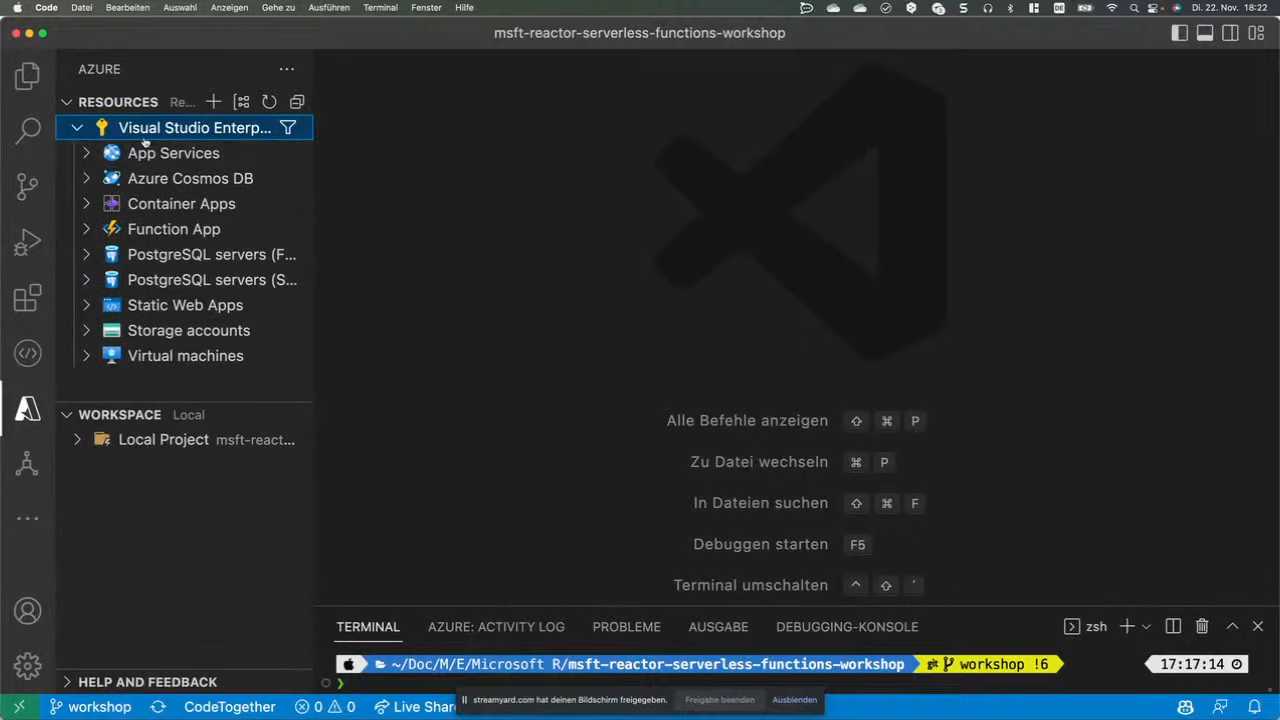 Code Datei Bearbeiten Auswahl Anzeigen Gehe zu Ausführen Terminal Fenster Hilfe Di. 22. Nov. 18:22
msft-reactor-serverless-functions-workshop
AZURE
RESOURCES Re...
Visual Studio Enterp...
App Services
Azure Cosmos DB
Container Apps
Function App
PostgreSQL servers (F...
PostgreSQL servers (S...
Static Web Apps
Storage accounts
Virtual machines
WORKSPACE Local
Local Project msft-react...
Alle Befehle anzeigen ⇧ ⌘ P
Zu Datei wechseln ⌘ P
In Dateien suchen ⇧ ⌘ F
Debuggen starten F5
Terminal umschalten ^ ⇧ ´
TERMINAL AZURE: ACTIVITY LOG PROBLEME AUSGABE DEBUGGING-KONSOLE zsh
~/Doc/M/E/Microsoft R/msft-reactor-serverless-functions-workshop git workshop !6 17:17:14
HELP AND FEEDBACK
streamyard.com hat deinen Bildschirm freigegeben. Freigabe beenden Ausblenden
workshop CodeTogether 0 0 Live Shar